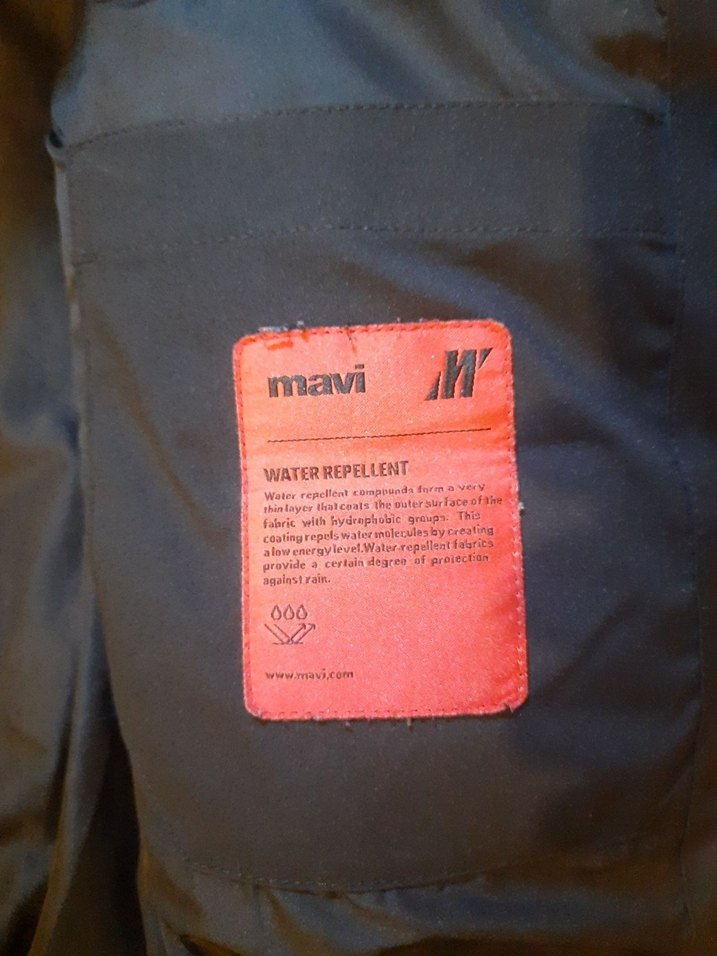 mavi M
WATER REPELLENT
Water repellent compounds form a very
thin layer that coats the outer surface of the
fabric with hydrophobic groups. This
coating repels water molecules by creating
a low energy level.Water-repellent fabrics
provide a certain degree of protection
against rain.
www.mavi.com